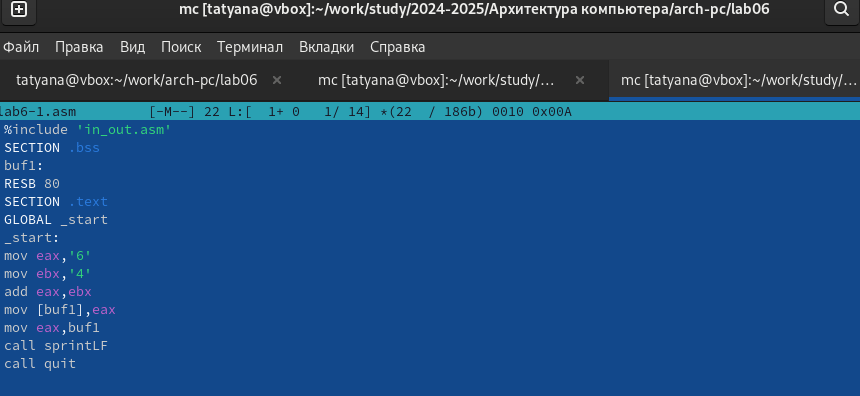 mc [tatyana@vbox]:~/work/study/2024-2025/Архитектура компьютера/arch-pc/lab06
Файл Правка Вид Поиск Терминал Вкладки Справка
tatyana@vbox:~/work/arch-pc/lab06 × mc [tatyana@vbox]:~/work/study/... × mc [tatyana@vbox]:~/work/study/...
lab6-1.asm [-M--] 22 L:[ 1+ 0 1/ 14] *(22 / 186b) 0010 0x00A
%include 'in_out.asm'
SECTION .bss
buf1:
RESB 80
SECTION .text
GLOBAL _start
_start:
mov eax,'6'
mov ebx,'4'
add eax,ebx
mov [buf1],eax
mov eax,buf1
call sprintLF
call quit